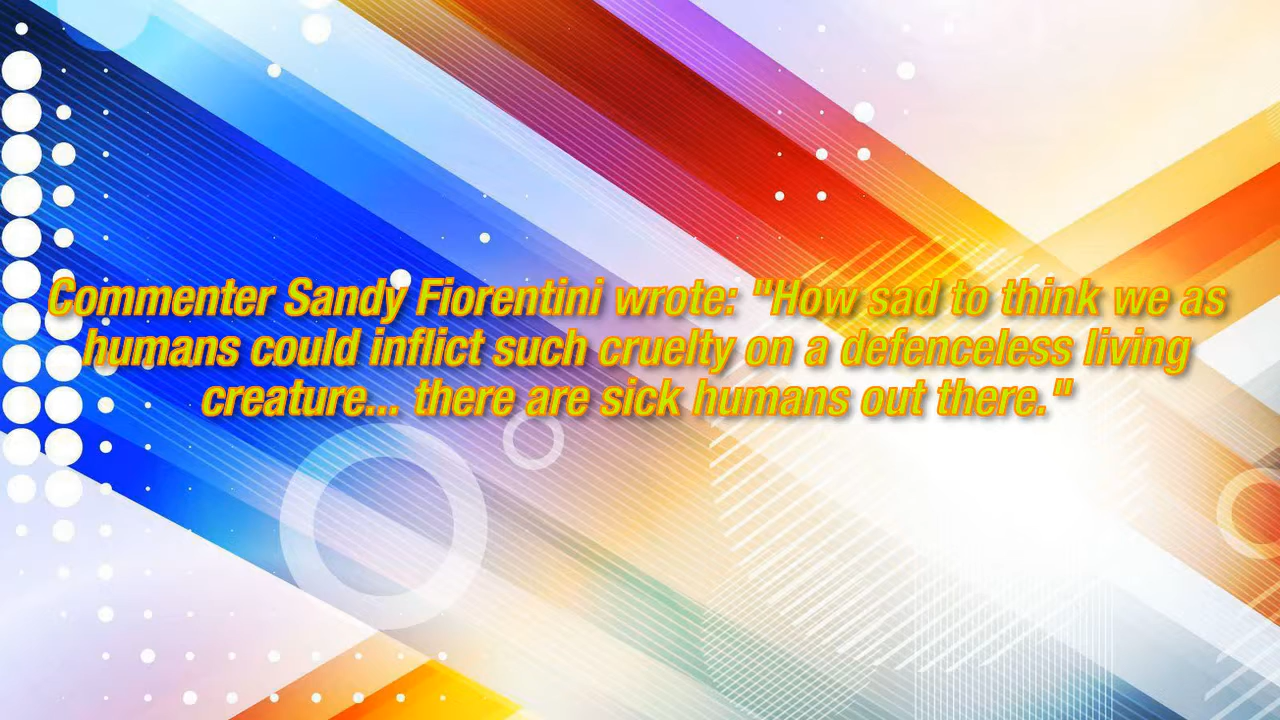 Commenter Sandy Fiorentini wrote: "How sad to think we as
humans could inflict such cruelty on a defenceless living
creature... there are sick humans out there."